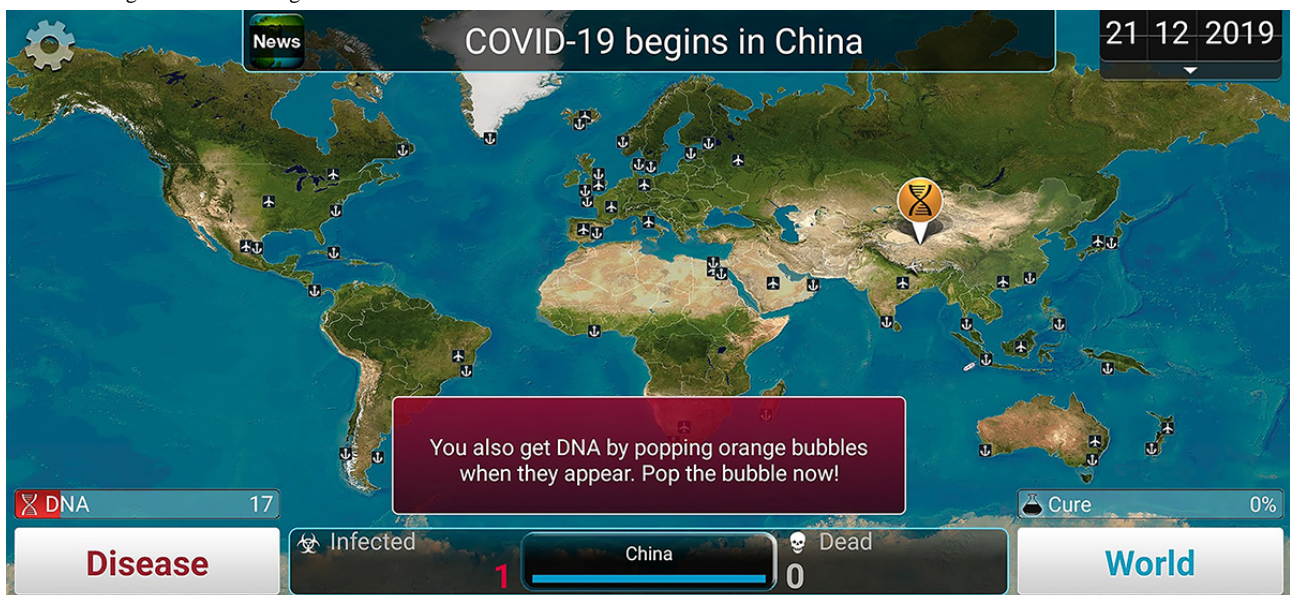 News
COVID-19 begins in China
21 12 2019
You also get DNA by popping orange bubbles
when they appear. Pop the bubble now!
DNA 17
Cure 0%
Disease
Infected
1
China
Dead
0
World